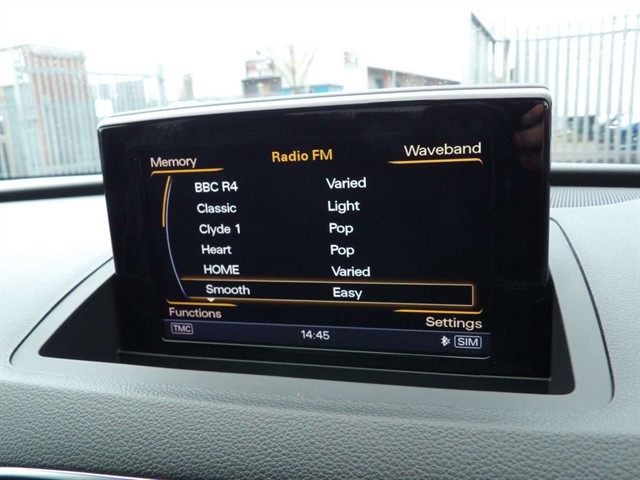 Memory Radio FM Waveband
BBC R4 Varied
Classic Light
Clyde 1 Pop
Heart Pop
HOME Varied
Smooth Easy
Functions Settings
TMC 14:45 SIM